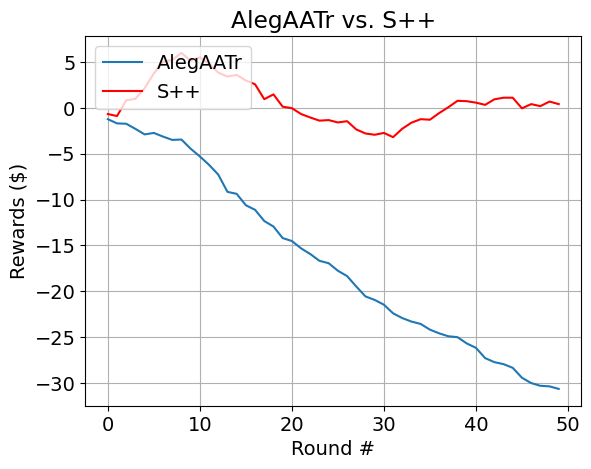 AlegAATr vs. S++
AlegAATr
S++
Rewards ($)
5
0
−5
−10
−15
−20
−25
−30
0 10 20 30 40 50
Round #